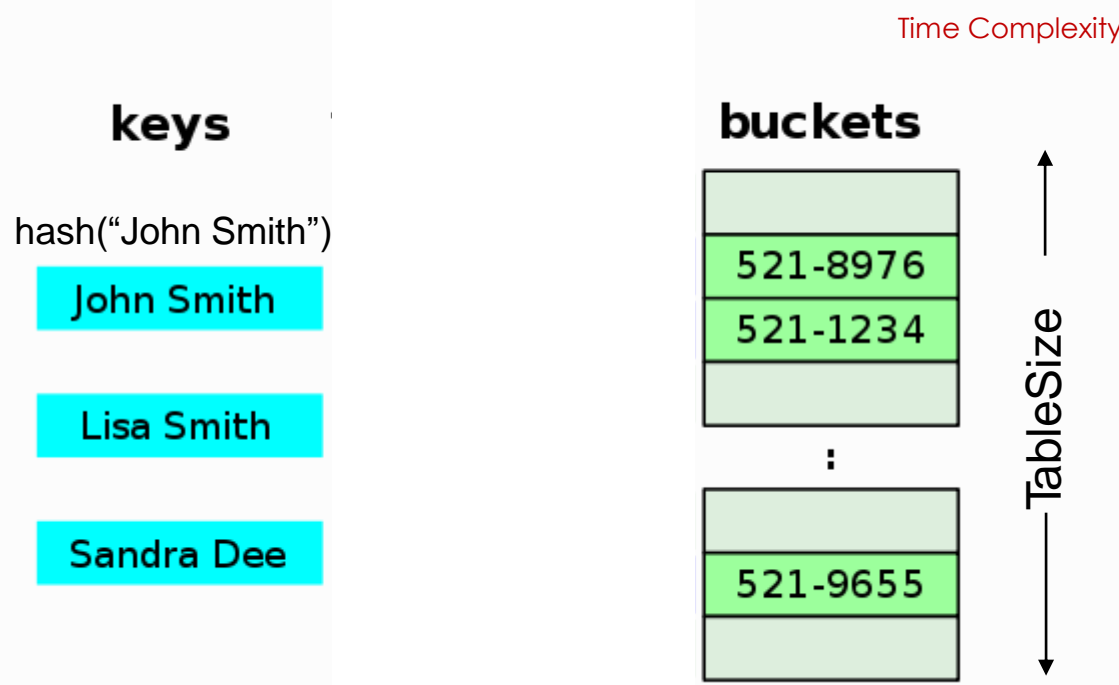 Time Complexity
keys
buckets
hash(“John Smith”)
John Smith
Lisa Smith
Sandra Dee
521-8976
521-1234
:
521-9655
TableSize